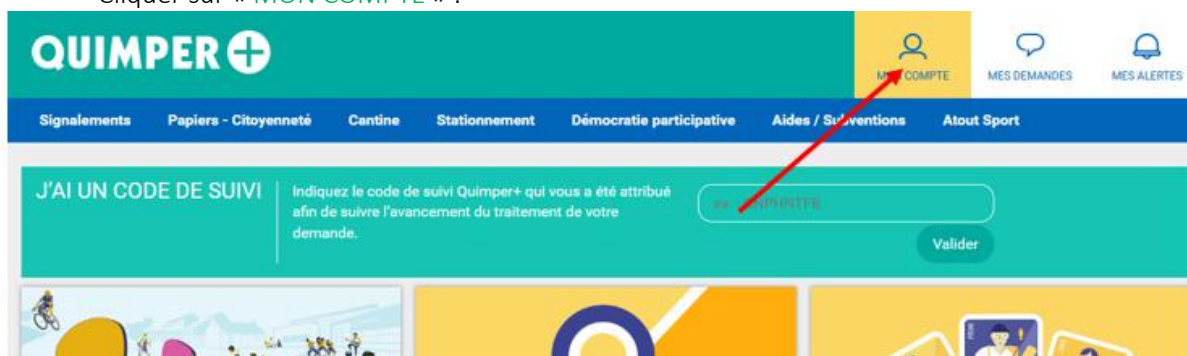 Cliquer sur « MON COMPTE » :
QUIMPER+
MON COMPTE
MES DEMANDES
MES ALERTES
Signalements Papiers - Citoyenneté Cantine Stationnement Démocratie participative Aides / Subventions Atout Sport
J'AI UN CODE DE SUIVI
Indiquez le code de suivi Quimper+ qui vous a été attribué
afin de suivre l'avancement du traitement de votre
demande.
Valider